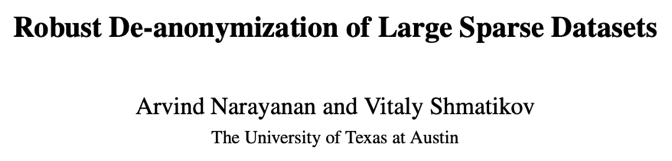 Robust De-anonymization of Large Sparse Datasets
Arvind Narayanan and Vitaly Shmatikov
The University of Texas at Austin